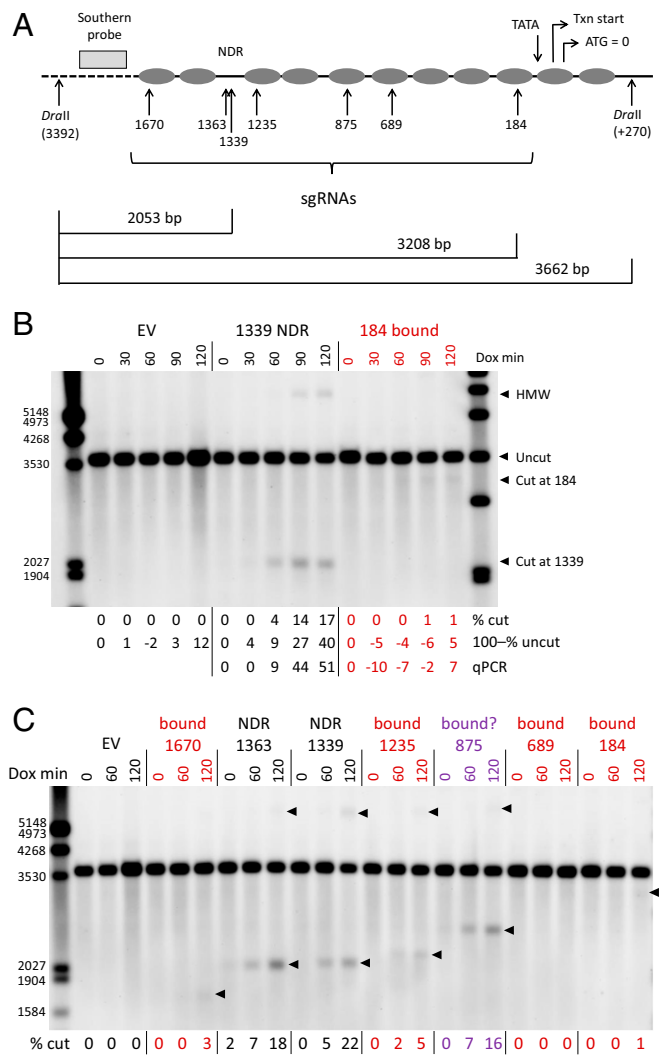 A
Southern probe
NDR
TATA
Txn start
ATG = 0
DraII (3392)
1670
1363
1339
1235
875
689
184
DraII (+270)
sgRNAs
2053 bp
3208 bp
3662 bp
B
EV 1339 NDR 184 bound
0 30 60 90 120 0 30 60 90 120 0 30 60 90 120 Dox min
5148
4973
4268
3530
2027
1904
HMW
Uncut
Cut at 184
Cut at 1339
0 0 0 0 0 0 0 4 14 17 0 0 0 1 1 % cut
0 1 -2 3 12 0 4 9 27 40 0 -5 -4 -6 5 100–% uncut
0 9 44 51 0 -10 -7 -2 7 qPCR
C
bound NDR NDR bound bound? bound bound
EV 1670 1363 1339 1235 875 689 184
Dox min 0 60 120 0 60 120 0 60 120 0 60 120 0 60 120 0 60 120 0 60 120 0 60 120
5148
4973
4268
3530
2027
1904
1584
% cut 0 0 0 0 0 3 2 7 18 0 5 22 0 2 5 0 7 16 0 0 0 0 0 1